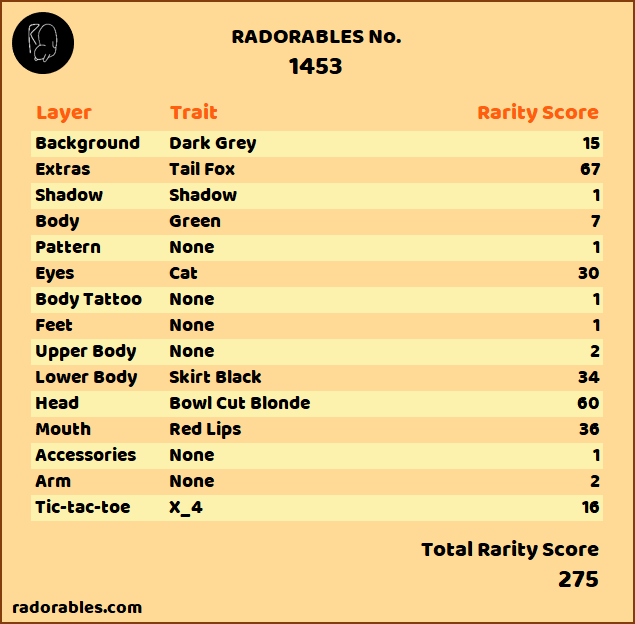 RADORABLES No.
1453
Layer Trait Rarity Score
Background Dark Grey 15
Extras Tail Fox 67
Shadow Shadow 1
Body Green 7
Pattern None 1
Eyes Cat 30
Body Tattoo None 1
Feet None 1
Upper Body None 2
Lower Body Skirt Black 34
Head Bowl Cut Blonde 60
Mouth Red Lips 36
Accessories None 1
Arm None 2
Tic-tac-toe X_4 16
Total Rarity Score
275
radorables.com